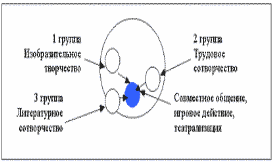 1 группа
Изобразительное
творчество
2 группа
Трудовое
сотворчество
3 группа
Литературное
сотворчество
Совместное общение,
игровое действие,
театрализация